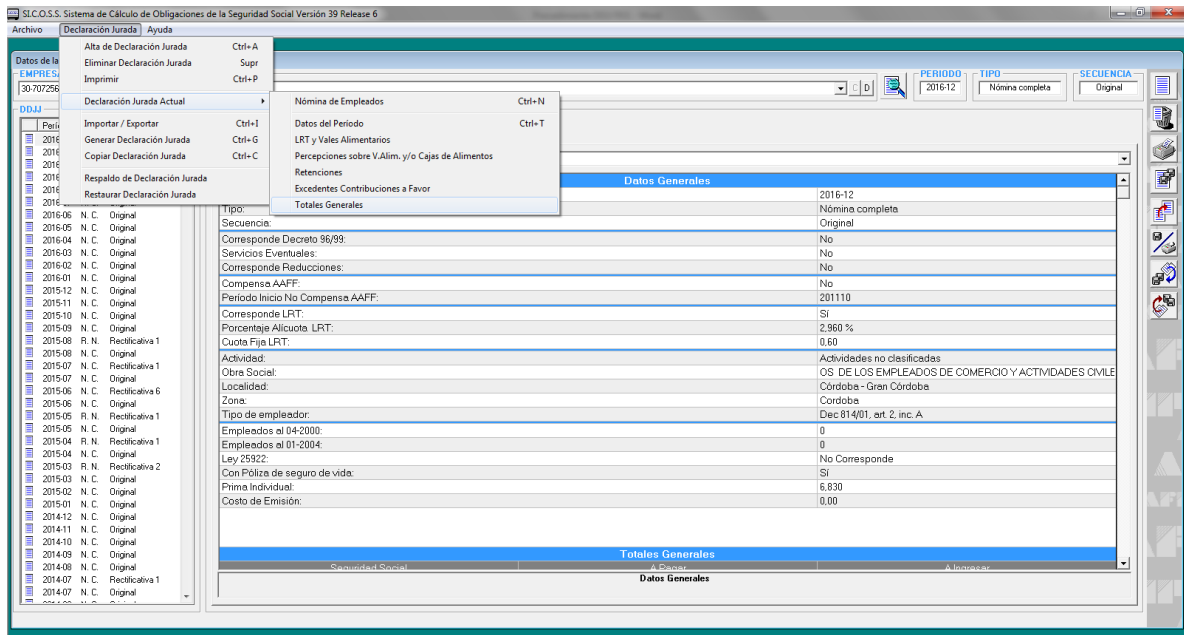 SI.C.O.S.S. Sistema de Cálculo de Obligaciones de la Seguridad Social Versión 39 Release 6
Archivo Declaración Jurada Ayuda
Alta de Declaración Jurada Ctrl+A
Eliminar Declaración Jurada Supr
Imprimir Ctrl+P
Declaración Jurada Actual
Importar / Exportar Ctrl+I
Generar Declaración Jurada Ctrl+G
Copiar Declaración Jurada Ctrl+C
Respaldo de Declaración Jurada
Restaurar Declaración Jurada
Nómina de Empleados Ctrl+N
Datos del Período Ctrl+T
LRT y Vales Alimentarios
Percepciones sobre V.Alim. y/o Cajas de Alimentos
Retenciones
Excedentes Contribuciones a Favor
Totales Generales
Datos de la
EMPRESA
30-707256
C D
PERIODO
2016-12
TIPO
Nómina completa
SECUENCIA
Original
DDJJ
2016
2016
2016
2016
2016
2016
2016-06 N. C. Original
2016-05 N. C. Original
2016-04 N. C. Original
2016-03 N. C. Original
2016-02 N. C. Original
2016-01 N. C. Original
2015-12 N. C. Original
2015-11 N. C. Original
2015-10 N. C. Original
2015-09 N. C. Original
2015-08 R. N. Rectificativa 1
2015-08 N. C. Original
2015-07 N. C. Rectificativa 1
2015-07 N. C. Original
2015-06 N. C. Rectificativa 6
2015-06 N. C. Original
2015-05 R. N. Rectificativa 1
2015-05 N. C. Original
2015-04 R. N. Rectificativa 1
2015-04 N. C. Original
2015-03 R. N. Rectificativa 2
2015-03 N. C. Original
2015-02 N. C. Original
2015-01 N. C. Original
2014-12 N. C. Original
2014-11 N. C. Original
2014-10 N. C. Original
2014-09 N. C. Original
2014-08 N. C. Original
2014-07 N. C. Rectificativa 1
2014-07 N. C. Original
Datos Generales
2016-12
Tipo: Nómina completa
Secuencia: Original
Corresponde Decreto 96/99: No
Servicios Eventuales: No
Corresponde Reducciones: No
Compensa AAFF: No
Período Inicio No Compensa AAFF: 201110
Corresponde LRT: Sí
Porcentaje Alícuota LRT: 2,960 %
Cuota Fija LRT: 0,60
Actividad: Actividades no clasificadas
Obra Social: OS DE LOS EMPLEADOS DE COMERCIO Y ACTIVIDADES CIVILE
Localidad: Córdoba - Gran Córdoba
Zona: Cordoba
Tipo de empleador: Dec 814/01, art. 2, inc. A
Empleados al 04-2000: 0
Empleados al 01-2004: 0
Ley 25922: No Corresponde
Con Póliza de seguro de vida: Sí
Prima Individual: 6,830
Costo de Emisión: 0,00
Totales Generales
Seguridad Social A Pagar A Ingresar
Datos Generales